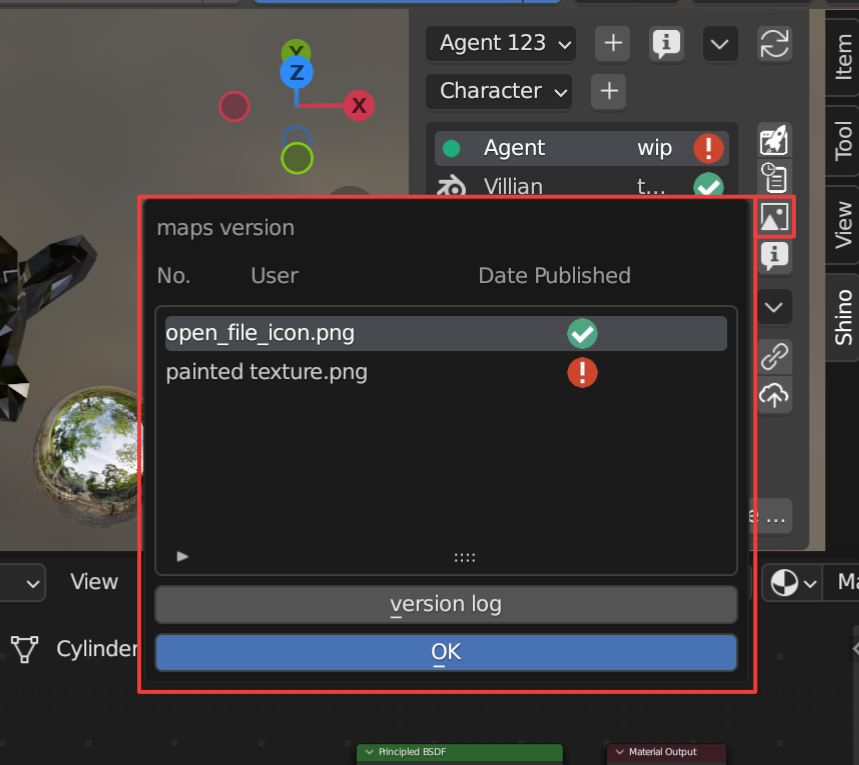 Y
Z
X
Agent 123
Character
Agent wip
Villian t...
Item
Tool
View
Shino
maps version
No. User Date Published
open_file_icon.png
painted texture.png
version log
OK
View
Cylinder
Principled BSDF
Material Output